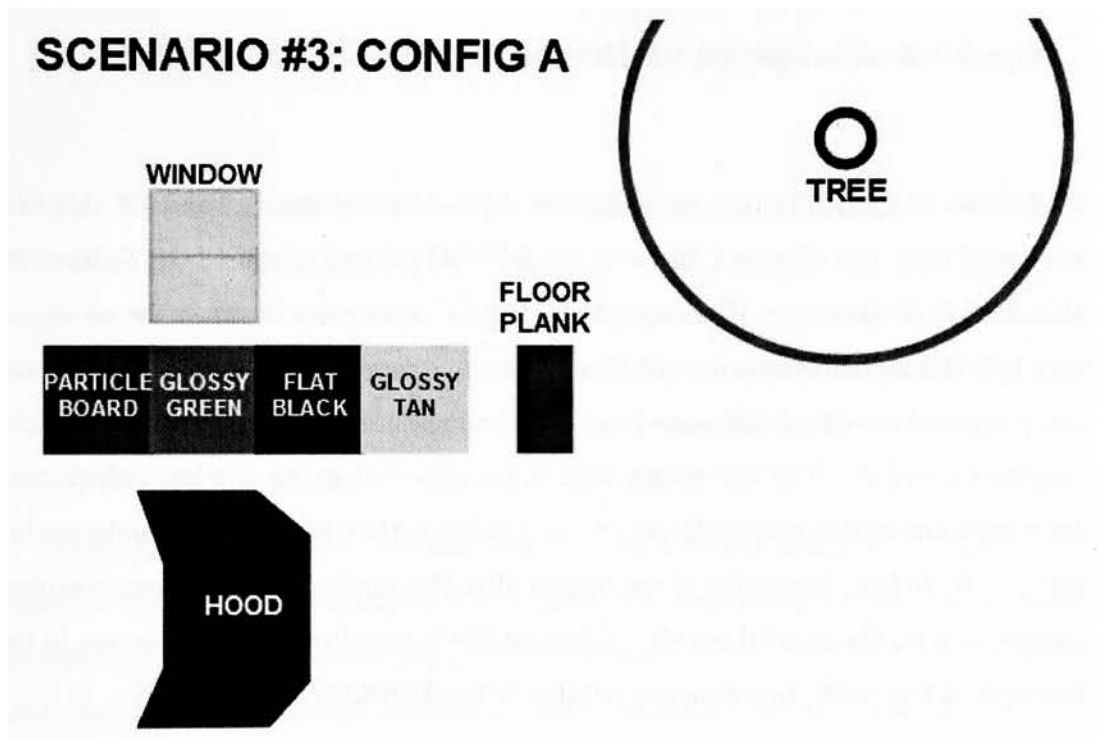 SCENARIO #3: CONFIG A
TREE
WINDOW
FLOOR
PLANK
PARTICLE
BOARD
GLOSSY
GREEN
FLAT
BLACK
GLOSSY
TAN
HOOD